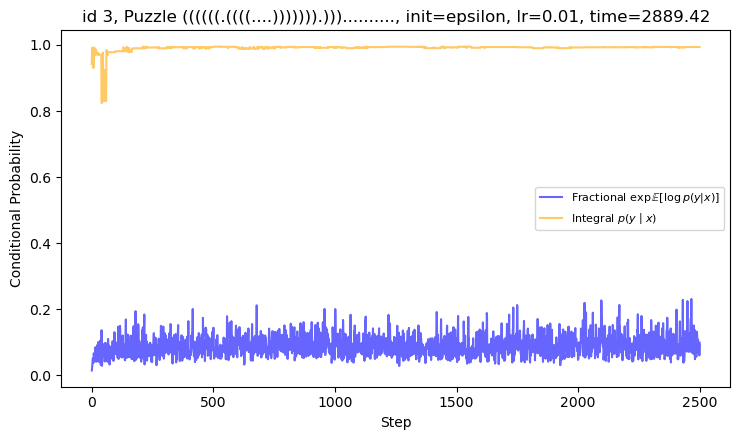 id 3, Puzzle ((((((.((((....))))))).))).........., init=epsilon, lr=0.01, time=2889.42
1.0
0.8
0.6
0.4
0.2
0.0
Conditional Probability
Fractional exp𝔼[log p(y|x)]
Integral p(y | x)
0 500 1000 1500 2000 2500
Step